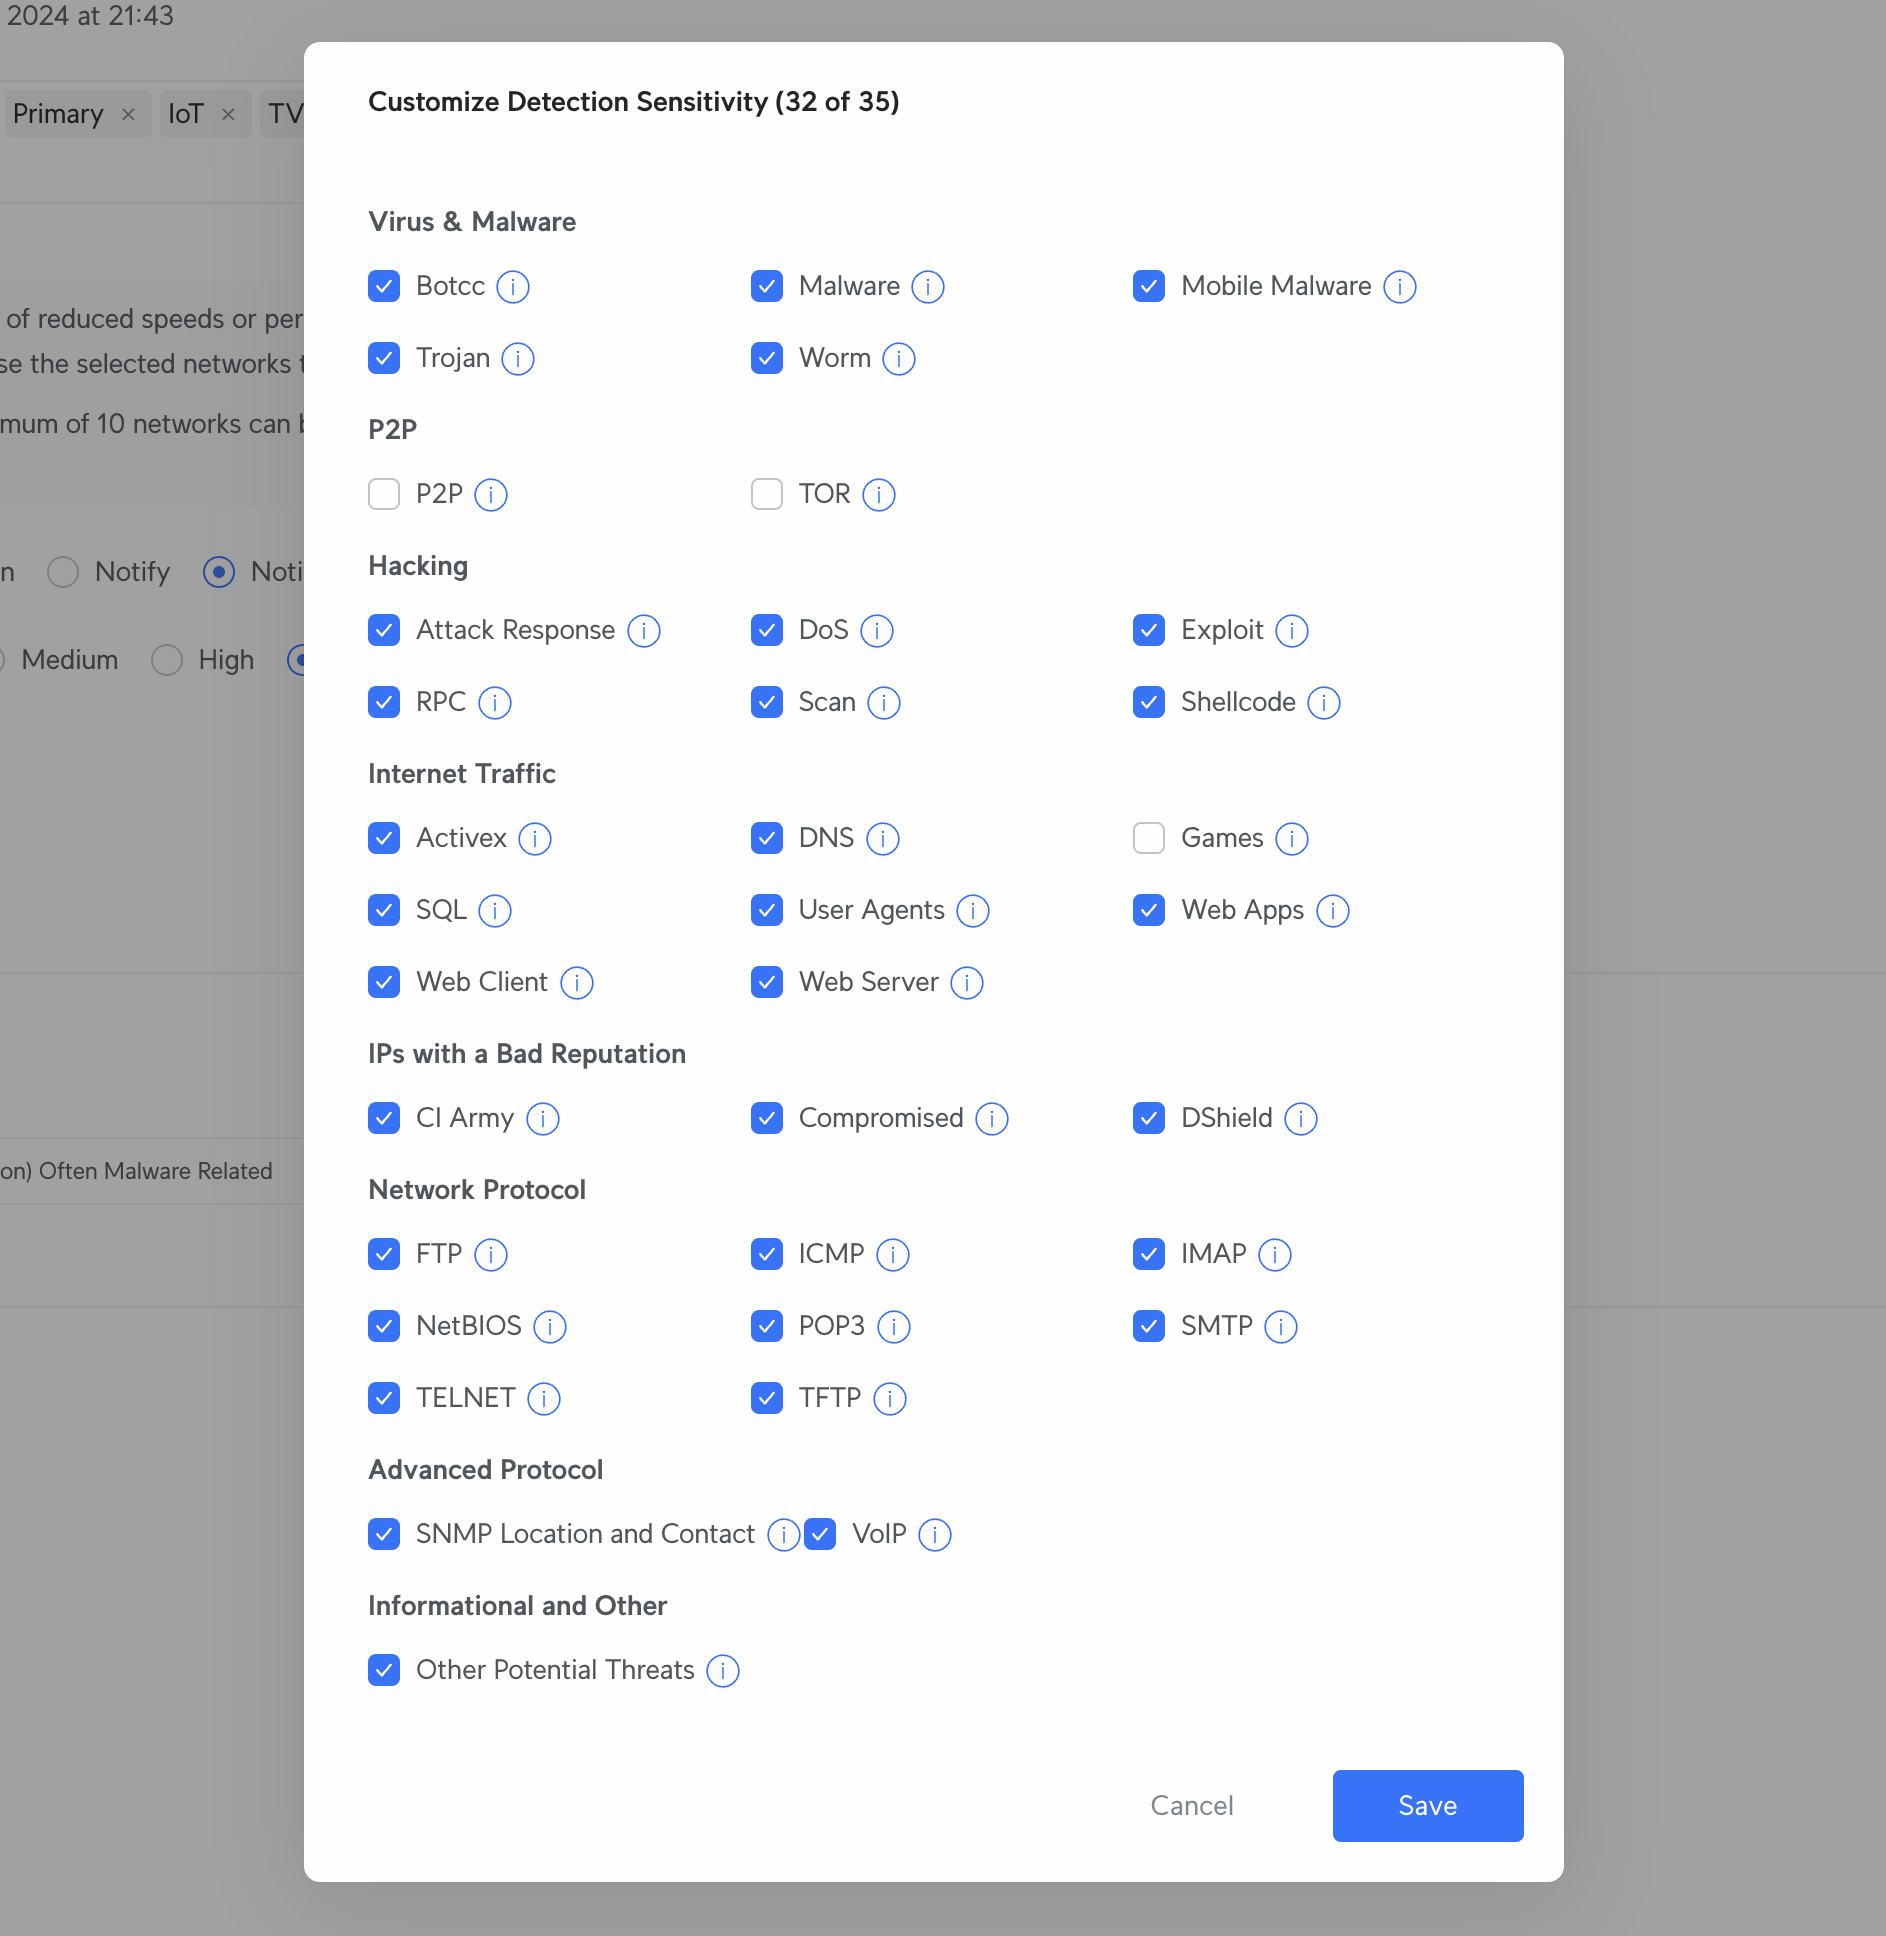 2024 at 21:43
Primary × IoT × TV
of reduced speeds or per
se the selected networks t
mum of 10 networks can b
n Notify Noti
Medium High
on) Often Malware Related
Customize Detection Sensitivity (32 of 35)
Virus & Malware
Botcc Malware Mobile Malware
Trojan Worm
P2P
P2P TOR
Hacking
Attack Response DoS Exploit
RPC Scan Shellcode
Internet Traffic
Activex DNS Games
SQL User Agents Web Apps
Web Client Web Server
IPs with a Bad Reputation
CI Army Compromised DShield
Network Protocol
FTP ICMP IMAP
NetBIOS POP3 SMTP
TELNET TFTP
Advanced Protocol
SNMP Location and Contact VoIP
Informational and Other
Other Potential Threats
Cancel Save